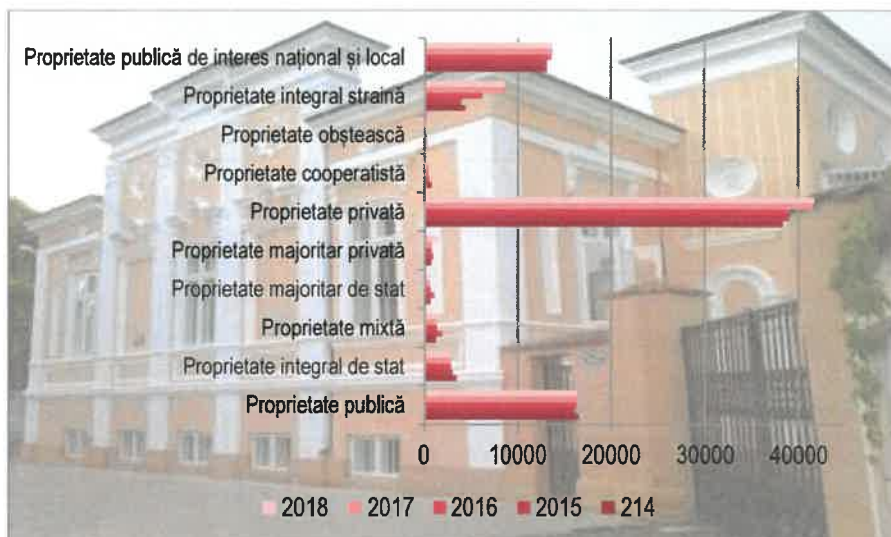 Proprietate publică de interes național și local
Proprietate integral straină
Proprietate obștească
Proprietate cooperatistă
Proprietate privată
Proprietate majoritar privată
Proprietate majoritar de stat
Proprietate mixtă
Proprietate integral de stat
Proprietate publică
0 10000 20000 30000 40000
2018 2017 2016 2015 214